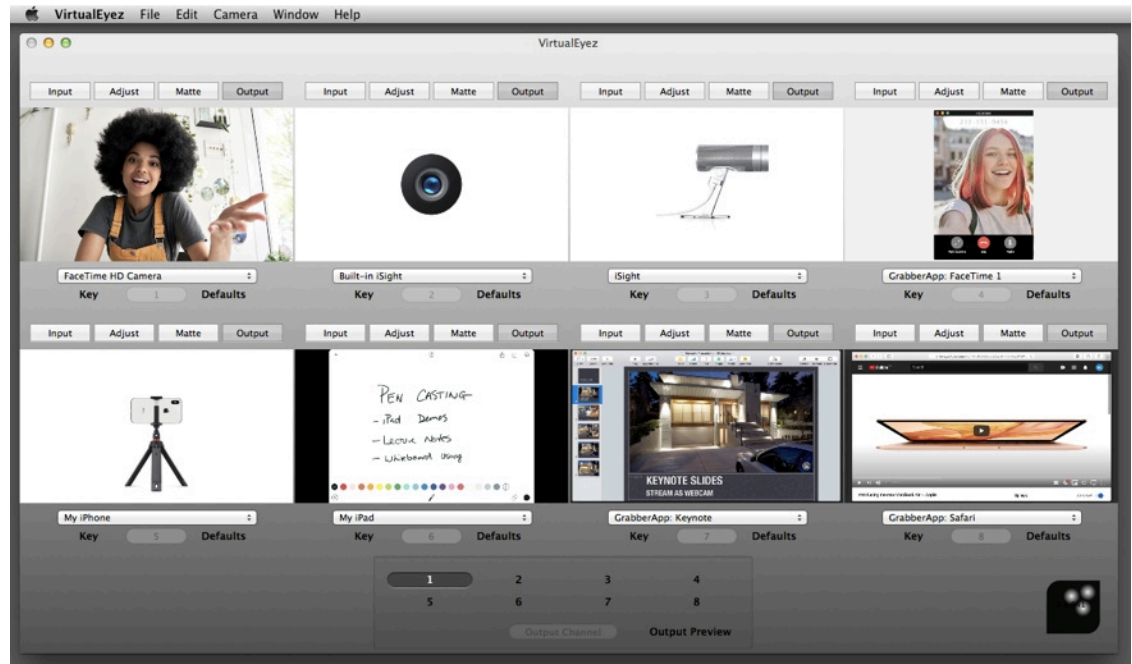 VirtualEyez File Edit Camera Window Help
VirtualEyez
Input Adjust Matte Output Input Adjust Matte Output Input Adjust Matte Output Input Adjust Matte Output
FaceTime HD Camera Built-in iSight iSight GrabberApp: FaceTime 1
Key 1 Defaults Key 2 Defaults Key 3 Defaults Key 4 Defaults
Input Adjust Matte Output Input Adjust Matte Output Input Adjust Matte Output Input Adjust Matte Output
PEN CASTING
- iPad Demos
- Lecture Notes
- Whiteboard Using
KEYNOTE SLIDES
STREAM AS WEBCAM
My iPhone My iPad GrabberApp: Keynote GrabberApp: Safari
Key 5 Defaults Key 6 Defaults Key 7 Defaults Key 8 Defaults
1 2 3 4
5 6 7 8
Output Channel Output Preview